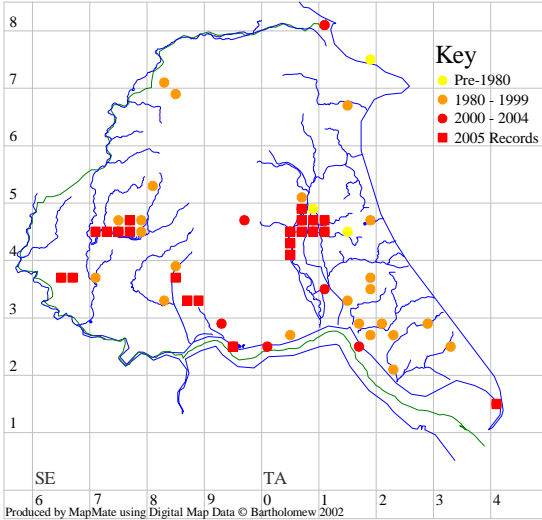 8
7
6
5
4
3
2
1
Key
Pre-1980
1980 - 1999
2000 - 2004
2005 Records
SE TA
6 7 8 9 0 1 2 3 4
Produced by MapMate using Digital Map Data © Bartholomew 2002